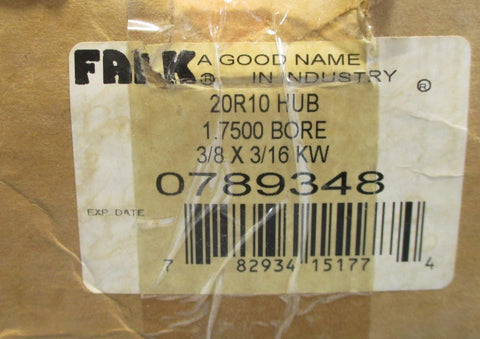 FALK® A GOOD NAME
IN INDUSTRY ®
20R10 HUB
1.7500 BORE
3/8 X 3/16 KW
0789348
EXP. DATE
7 82934 15177 4